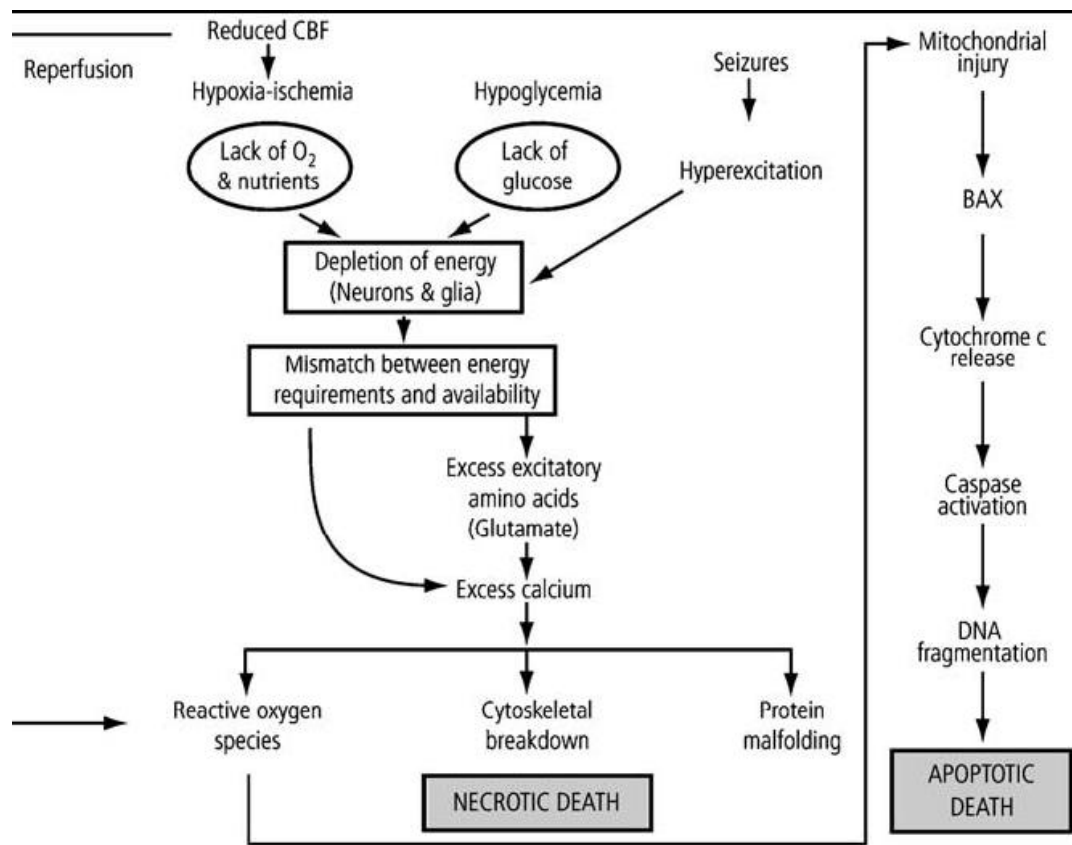 Reduced CBF
Reperfusion
Hypoxia-ischemia
Lack of O₂
& nutrients
Hypoglycemia
Lack of
glucose
Seizures
Hyperexcitation
Depletion of energy
(Neurons & glia)
Mismatch between energy
requirements and availability
Excess excitatory
amino acids
(Glutamate)
Excess calcium
Reactive oxygen
species
Cytoskeletal
breakdown
Protein
malfolding
NECROTIC DEATH
Mitochondrial
injury
BAX
Cytochrome c
release
Caspase
activation
DNA
fragmentation
APOPTOTIC
DEATH